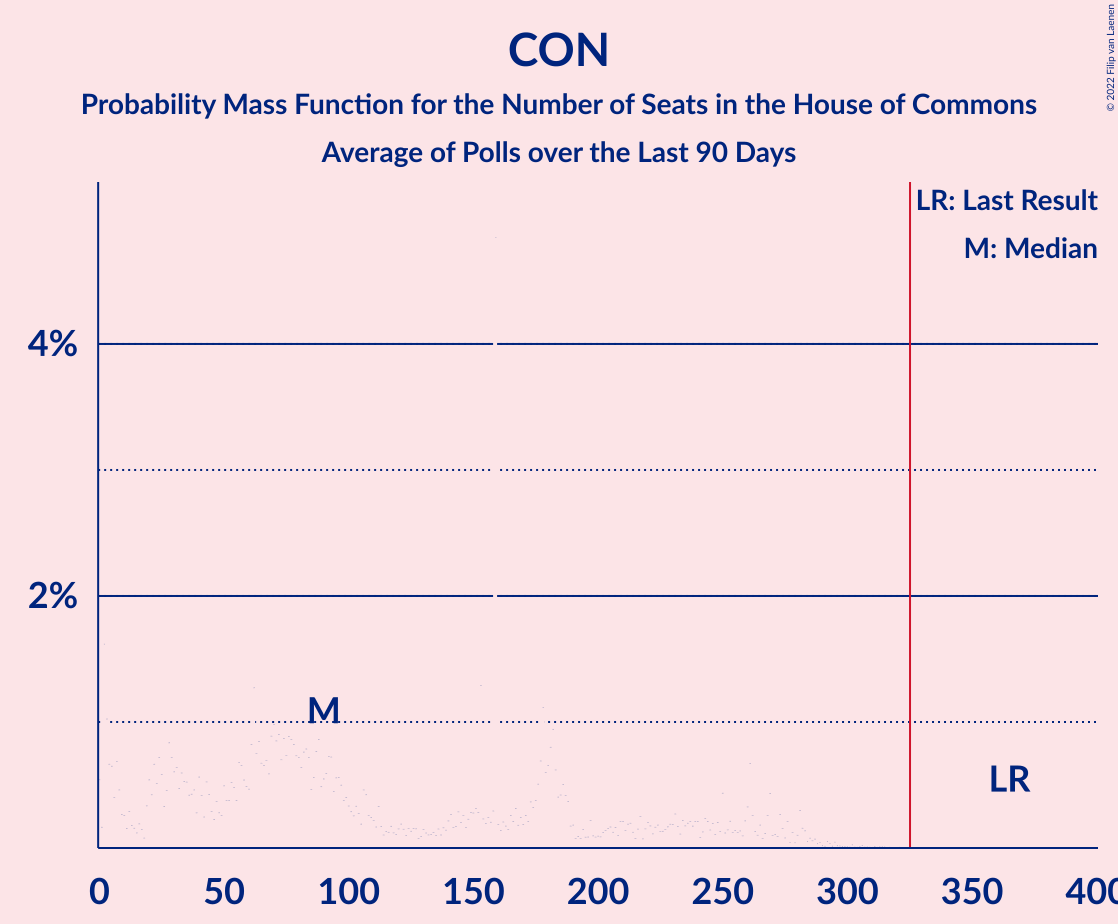 CON
Probability Mass Function for the Number of Seats in the House of Commons
Average of Polls over the Last 90 Days
© 2022 Filip van Laenen
LR: Last Result
M: Median
4%
2%
M
LR
0 50 100 150 200 250 300 350 400